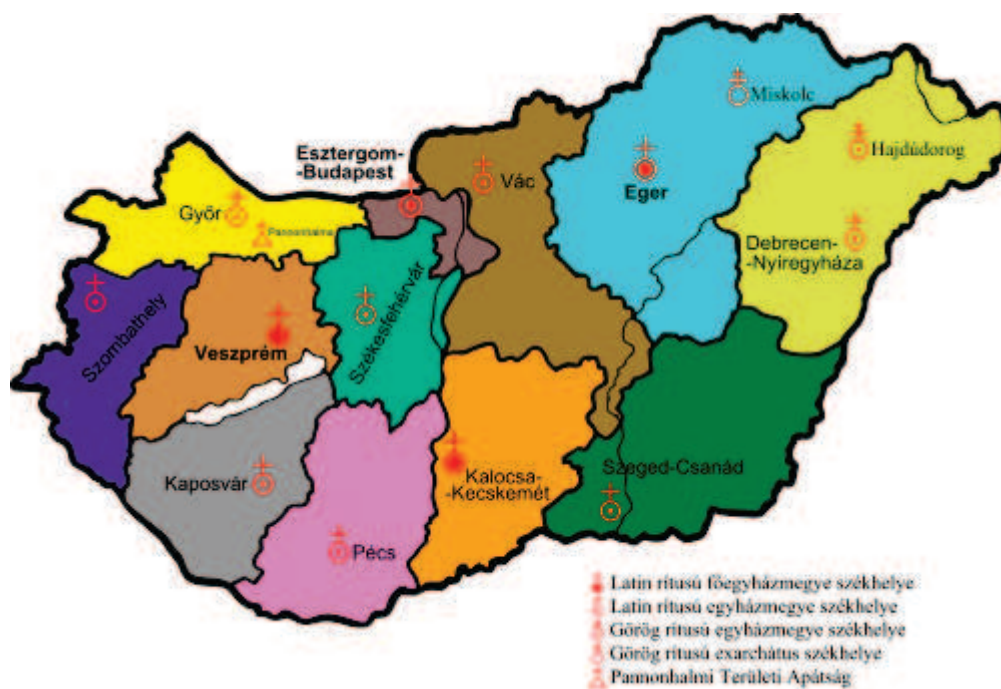 Miskolc
Esztergom-
-Budapest
Hajdúdorog
Vác
Eger
Győr
Pannonhalma
Debrecen-
-Nyíregyháza
Szombathely
Székesfehérvár
Veszprém
Szeged-Csanád
Kaposvár
Kalocsa-
-Kecskemét
Pécs
Latin rítusú főegyházmegye székhelye
Latin rítusú egyházmegye székhelye
Görög rítusú egyházmegye székhelye
Görög rítusú exarchátus székhelye
Pannonhalmi Területi Apátság